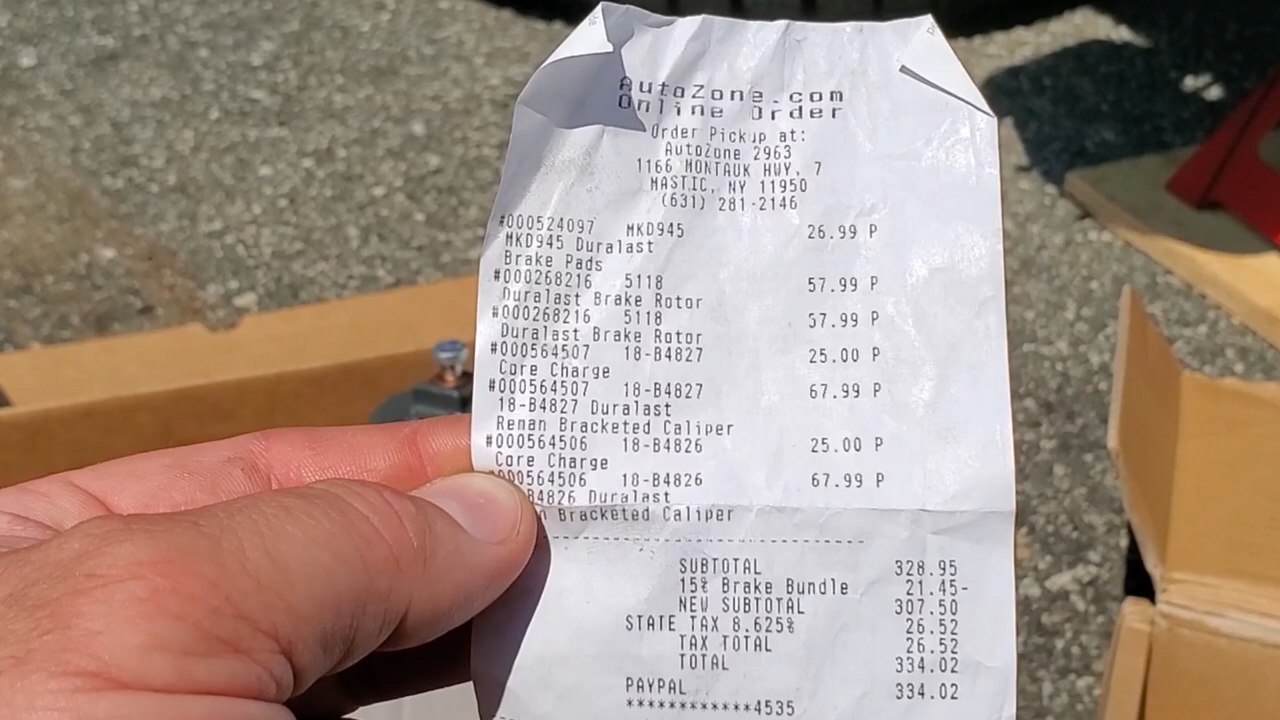 AutoZone.com
Online Order
Order Pickup at:
AutoZone 2963
1166 MONTAUK HWY, 7
MASTIC, NY 11950
(631) 281-2146
#000524097 MKD945 26.99 P
MKD945 Duralast
Brake Pads
#000268216 5118 57.99 P
Duralast Brake Rotor
#000268216 5118 57.99 P
Duralast Brake Rotor
#000564507 18-B4827 25.00 P
Core Charge
#000564507 18-B4827 67.99 P
18-B4827 Duralast
Reman Bracketed Caliper
#000564506 18-B4826 25.00 P
Core Charge
#000564506 18-B4826 67.99 P
B4826 Duralast
Bracketed Caliper
SUBTOTAL 328.95
15% Brake Bundle 21.45-
NEW SUBTOTAL 307.50
STATE TAX 8.625% 26.52
TAX TOTAL 26.52
TOTAL 334.02
PAYPAL 334.02
************4535